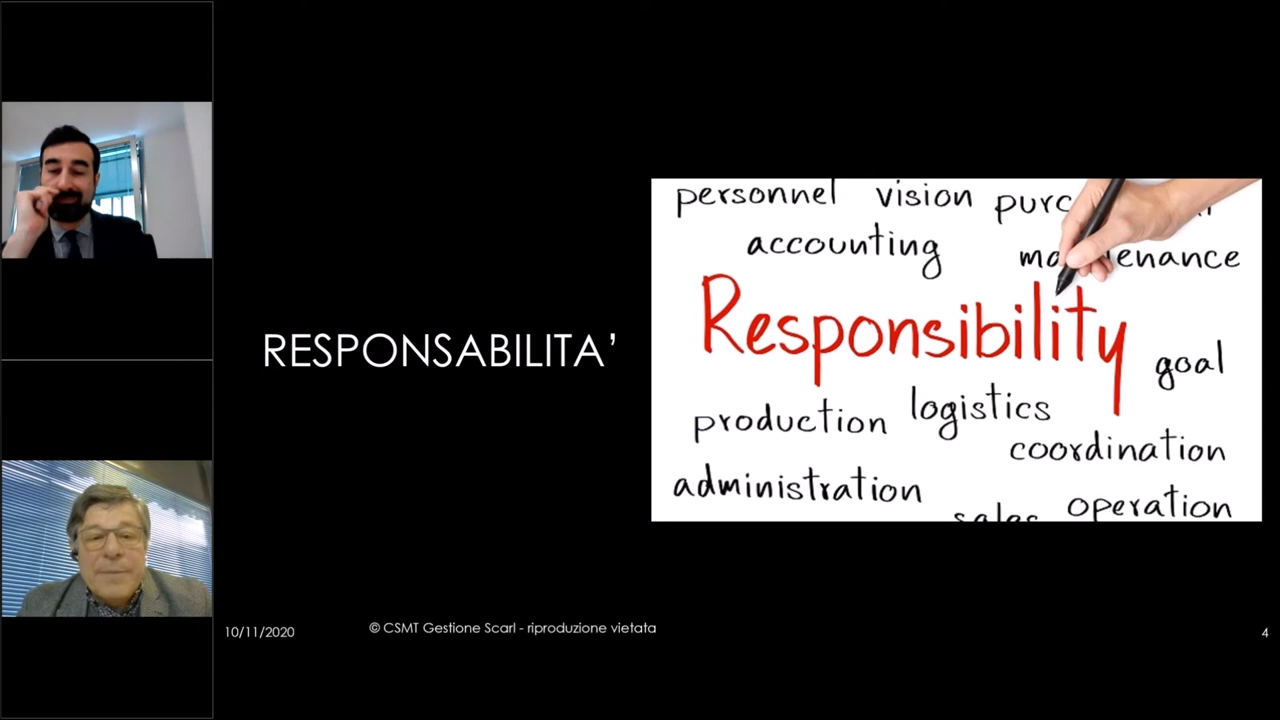 RESPONSABILITA’
personnel vision
accounting
Responsibility
goal
production logistics
coordination
administration
sales operation
10/11/2020
© CSMT Gestione Scarl - riproduzione vietata
4